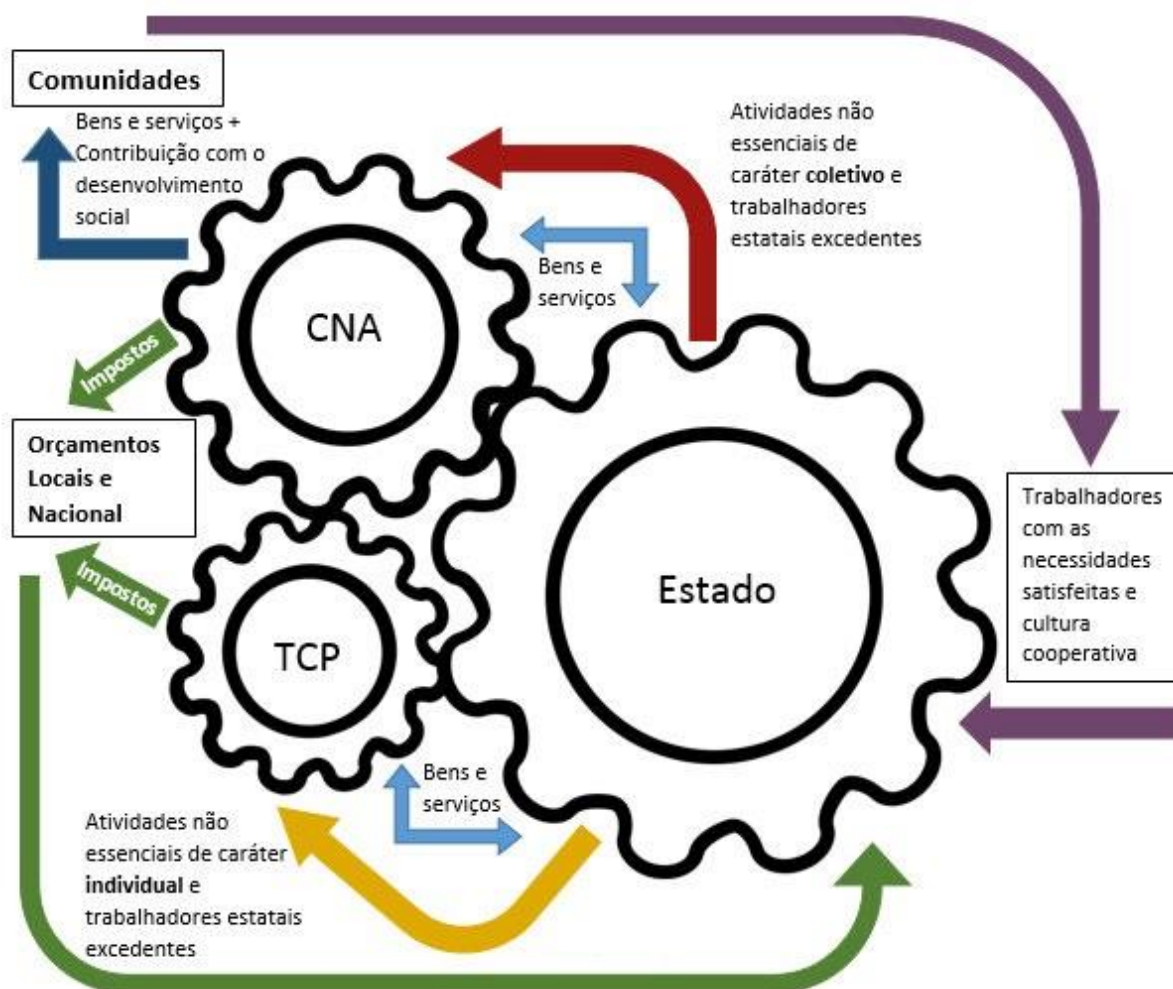 Comunidades
Bens e serviços +
Contribuição com o
desenvolvimento
social
Atividades não
essenciais de
caráter coletivo e
trabalhadores
estatais excedentes
Bens e
serviços
CNA
Impostos
Orçamentos
Locais e
Nacional
Impostos
TCP
Estado
Trabalhadores
com as
necessidades
satisfeitas e
cultura
cooperativa
Bens e
serviços
Atividades não
essenciais de caráter
individual e
trabalhadores estatais
excedentes